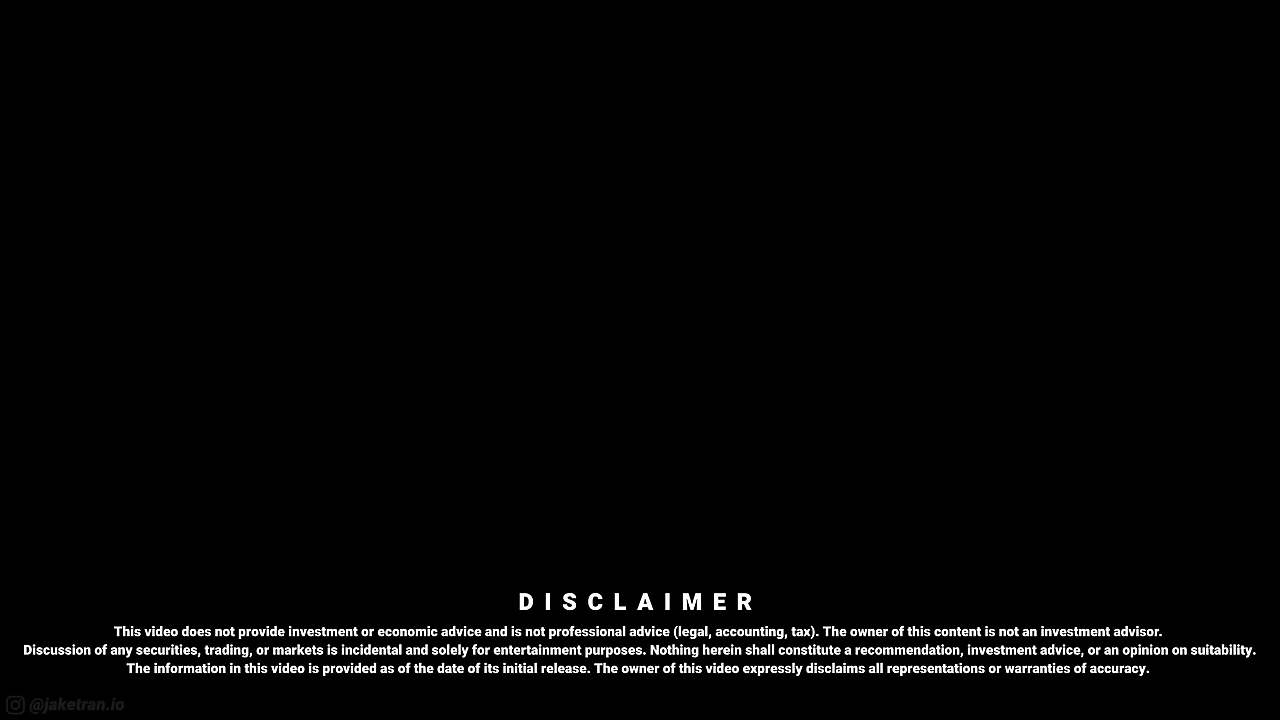 DISCLAIMER
This video does not provide investment or economic advice and is not professional advice (legal, accounting, tax). The owner of this content is not an investment advisor.
Discussion of any securities, trading, or markets is incidental and solely for entertainment purposes. Nothing herein shall constitute a recommendation, investment advice, or an opinion on suitability.
The information in this video is provided as of the date of its initial release. The owner of this video expressly disclaims all representations or warranties of accuracy.
@jaketran.io